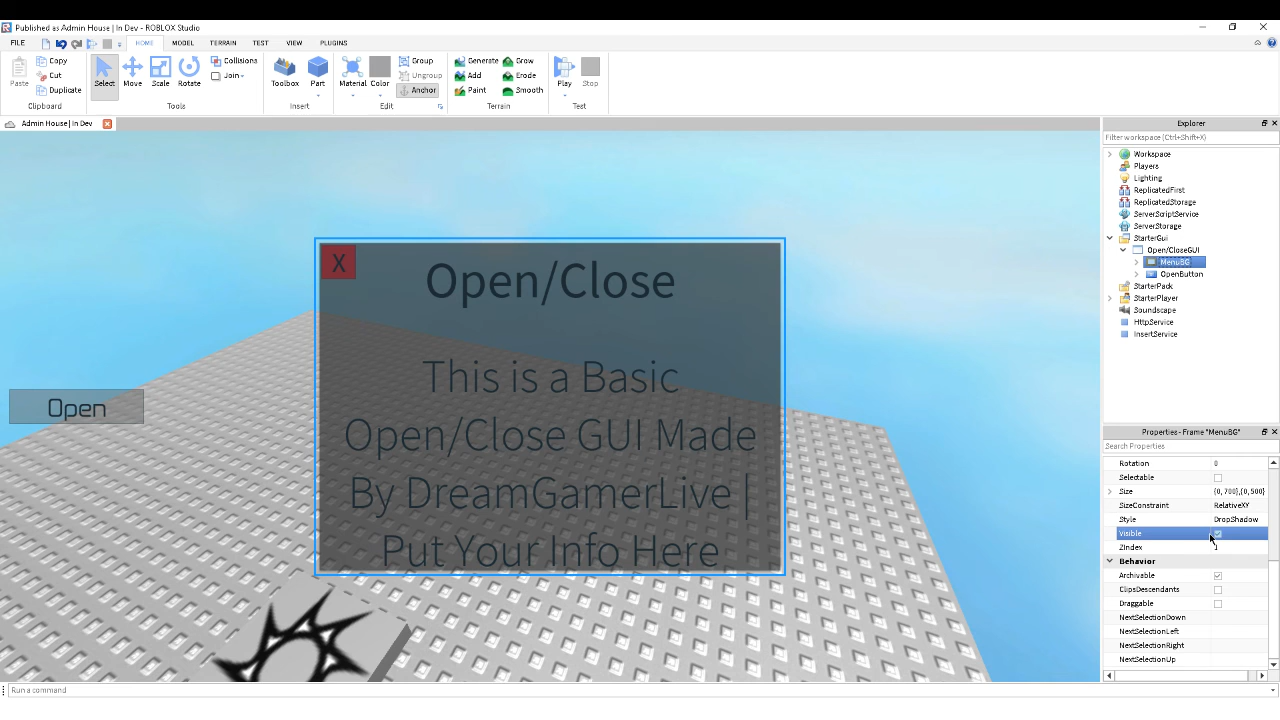 Published as Admin House | In Dev - ROBLOX Studio
FILE HOME MODEL TERRAIN TEST VIEW PLUGINS
Paste Copy Cut Duplicate
Clipboard
Select Move Scale Rotate Collisions Join
Tools
Toolbox Part
Insert
Material Color Group Ungroup Anchor
Edit
Generate Grow
Add Erode
Paint Smooth
Terrain
Play Stop
Test
Admin House | In Dev
Open
X
Open/Close
This is a Basic
Open/Close GUI Made
By DreamGamerLive |
Put Your Info Here
Explorer
Filter workspace (Ctrl+Shift+X)
Workspace
Players
Lighting
ReplicatedFirst
ReplicatedStorage
ServerScriptService
ServerStorage
StarterGui
Open/CloseGUI
MenuBG
OpenButton
StarterPack
StarterPlayer
Soundscape
HttpService
InsertService
Properties - Frame "MenuBG"
Search Properties
Rotation 0
Selectable
Size {0, 700},{0, 500}
SizeConstraint RelativeXY
Style DropShadow
Visible
ZIndex 1
Behavior
Archivable
ClipsDescendants
Draggable
NextSelectionDown
NextSelectionLeft
NextSelectionRight
NextSelectionUp
Run a command